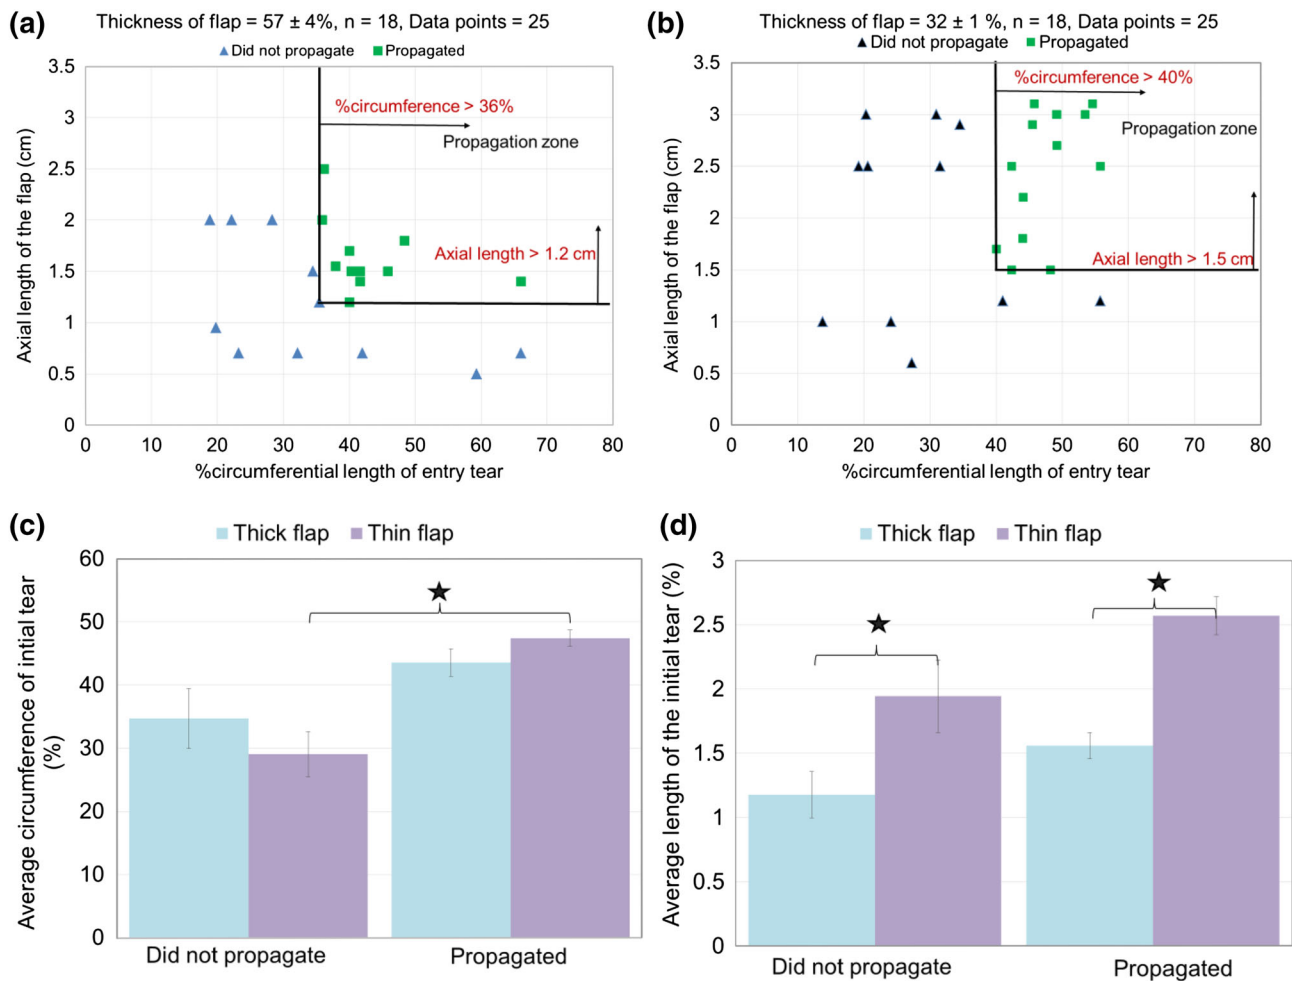 (a) Thickness of flap = 57 ± 4%, n = 18, Data points = 25
Did not propagate Propagated
3.5
3
2.5
2
1.5
1
0.5
0
Axial length of the flap (cm)
%circumference > 36%
Propagation zone
Axial length > 1.2 cm
0 10 20 30 40 50 60 70 80
%circumferential length of entry tear
(b) Thickness of flap = 32 ± 1 %, n = 18, Data points = 25
Did not propagate Propagated
3.5
3
2.5
2
1.5
1
0.5
0
Axial length of the flap (cm)
%circumference > 40%
Propagation zone
Axial length > 1.5 cm
0 10 20 30 40 50 60 70 80
%circumferential length of entry tear
(c)
Thick flap Thin flap
60
50
40
30
20
10
0
Average circumference of intial tear
(%)
Did not propagate Propagated
(d)
Thick flap Thin flap
3
2.5
2
1.5
1
0.5
0
Average length of the initial tear (%)
Did not propagate Propagated